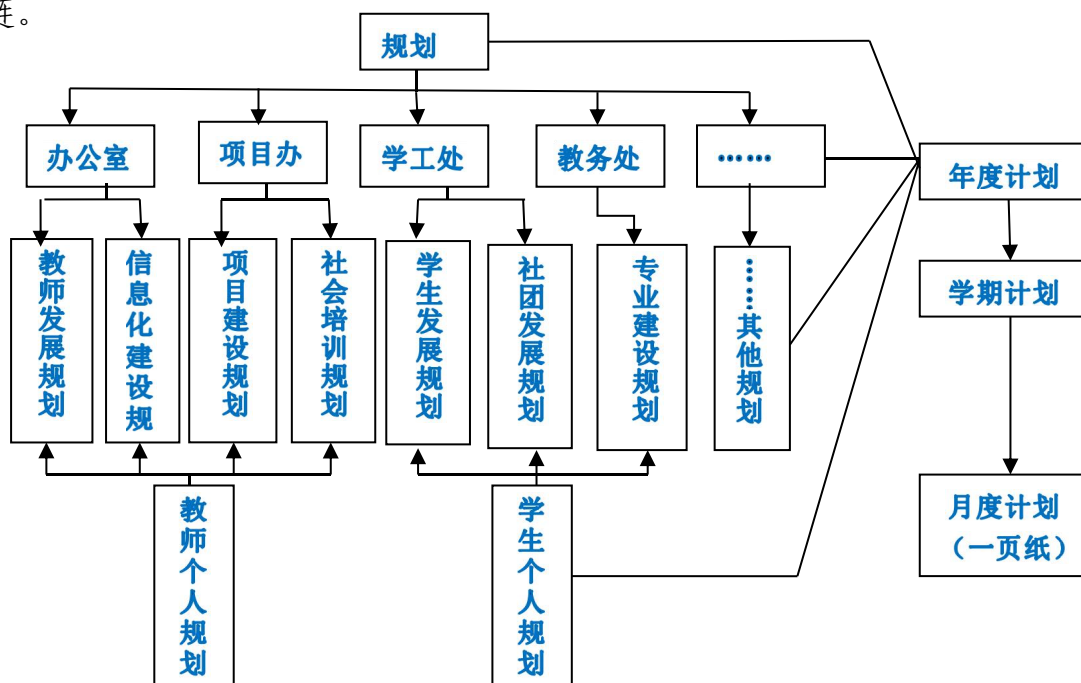 。
规划
办公室
项目办
学工处
教务处
……
年度计划
教师发展规划
信息化建设规
项目建设规划
社会培训规划
学生发展规划
社团发展规划
专业建设规划
……其他规划
学期计划
月度计划
（一页纸）
教师个人规划
学生个人规划